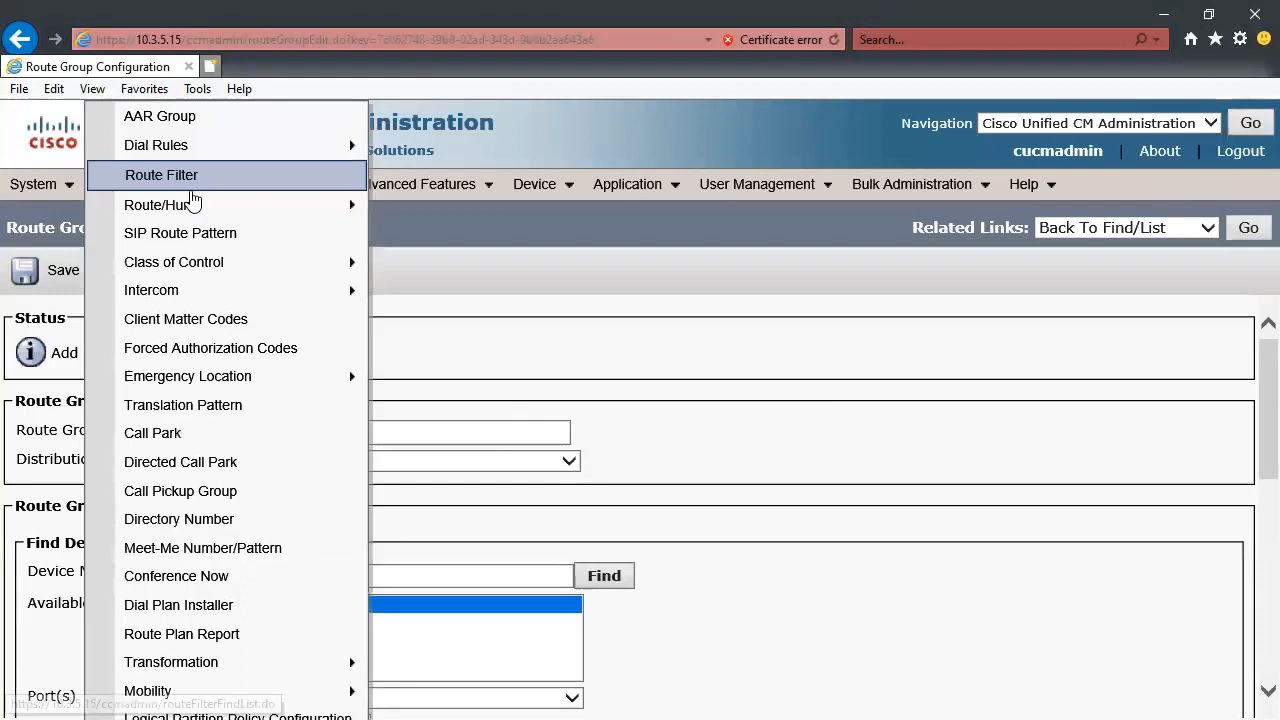 Certificate error
Search...
Route Group Configuration
File Edit View Favorites Tools Help
CISCO
inistration
Solutions
Navigation Cisco Unified CM Administration Go
cucmadmin | About | Logout
System
dvanced Features Device Application User Management Bulk Administration Help
Route Gro
Related Links: Back To Find/List Go
Save
AAR Group
Dial Rules
Route Filter
Route/Hun
SIP Route Pattern
Class of Control
Intercom
Client Matter Codes
Forced Authorization Codes
Emergency Location
Translation Pattern
Call Park
Directed Call Park
Call Pickup Group
Directory Number
Meet-Me Number/Pattern
Conference Now
Dial Plan Installer
Route Plan Report
Transformation
Mobility
Logical Partition Policy Configuration
Status
Add
Route Gr
Route Gro
Distributio
Route Gr
Find De
Device N
Find
Available
Port(s)
https://10.3.5.15/ccmadmin/routeFilterFindList.do